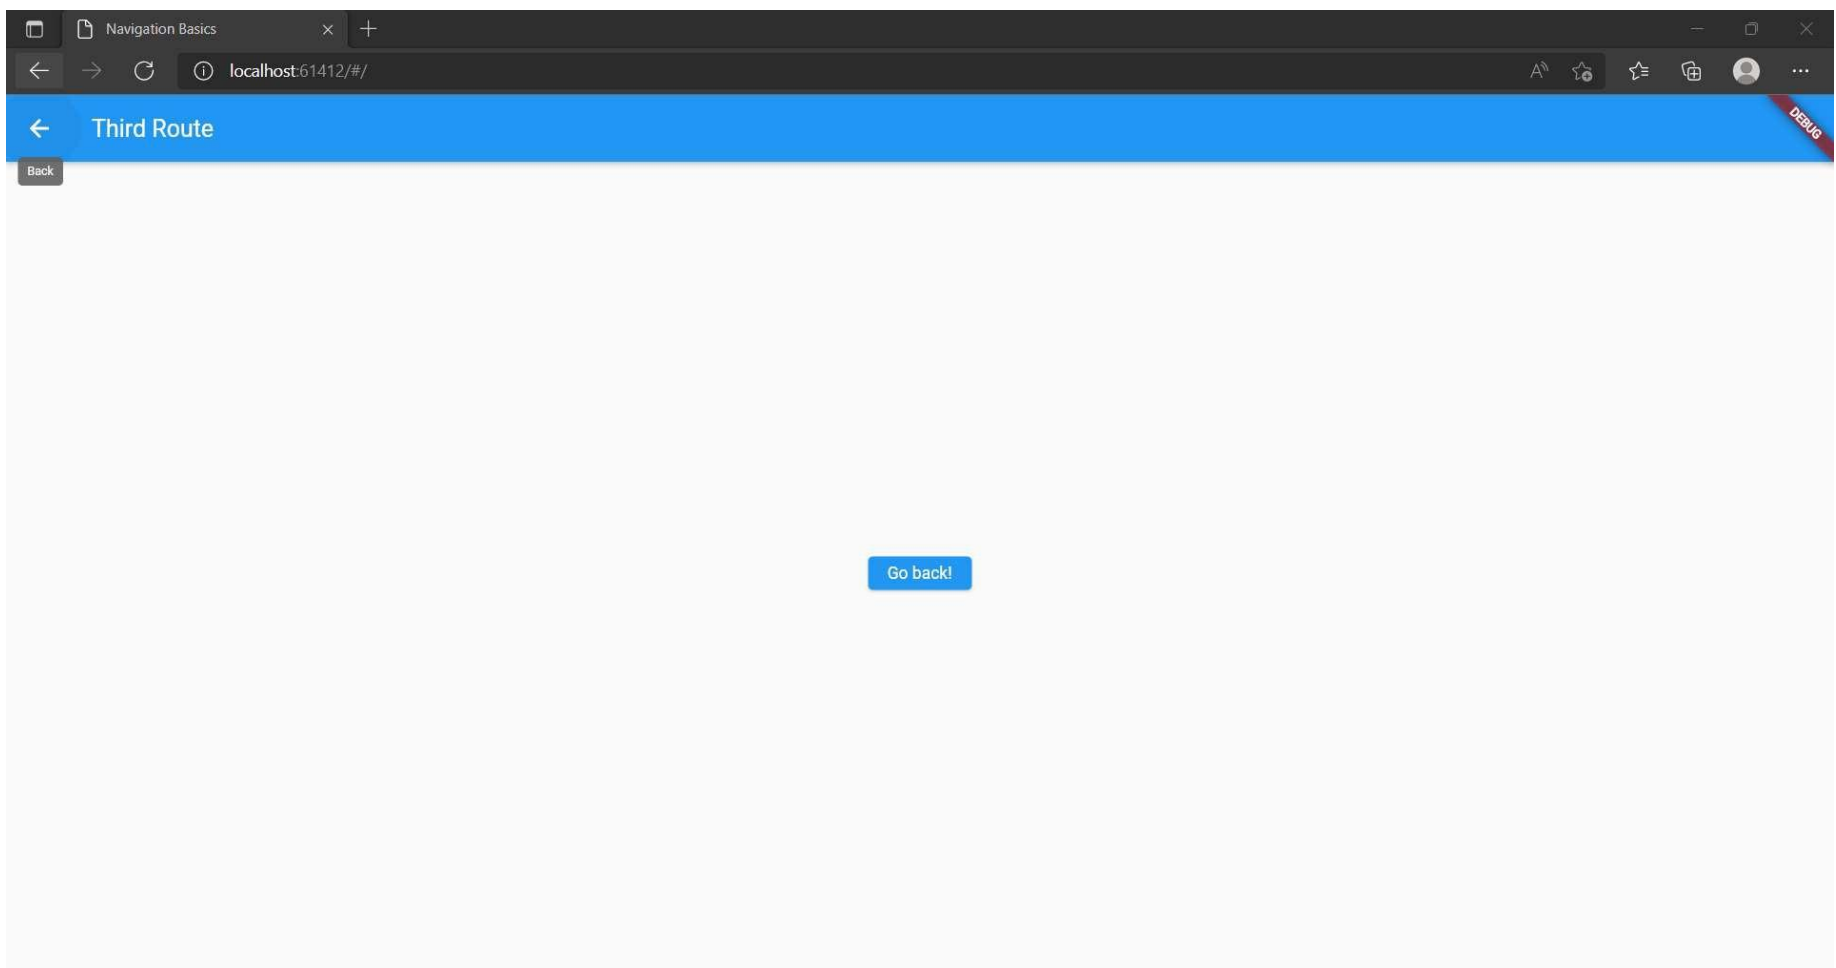 Navigation Basics
localhost:61412/#/
Third Route
DEBUG
Back
Go back!